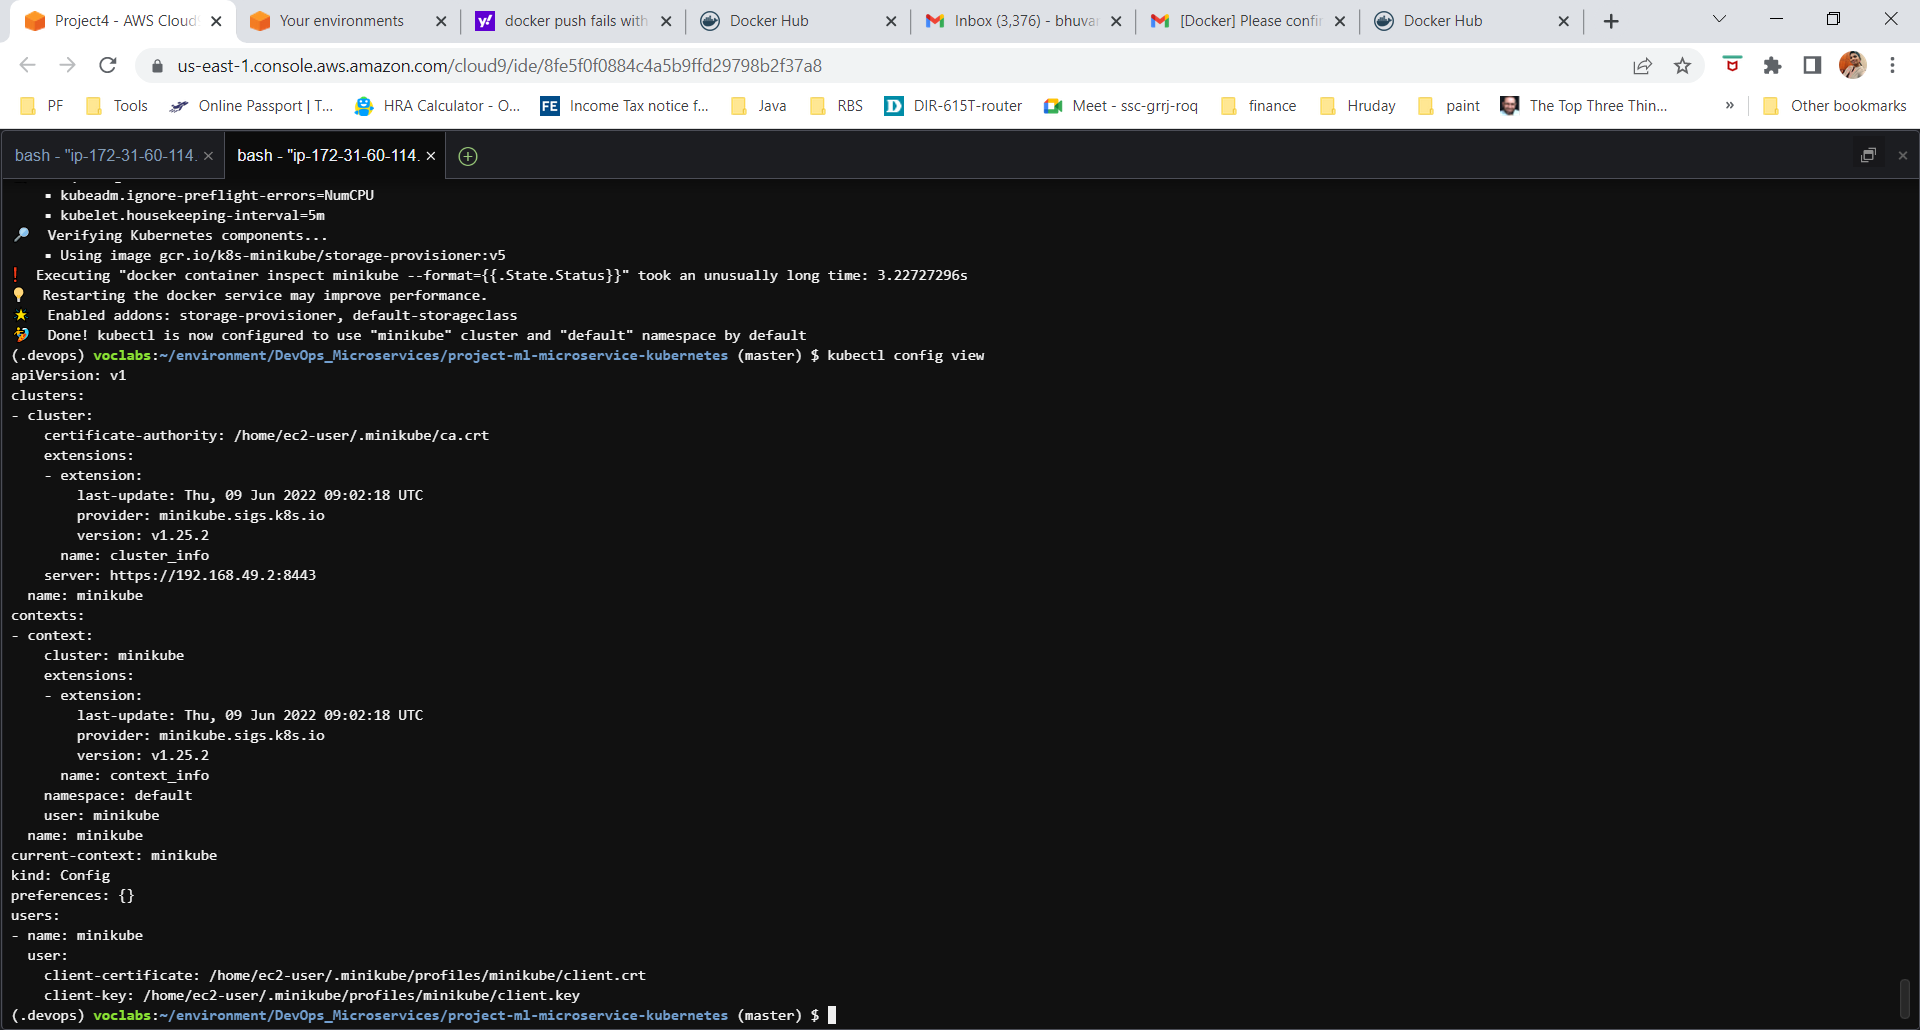 Project4 - AWS Cloud
Your environments
docker push fails with
Docker Hub
Inbox (3,376) - bhuva
[Docker] Please confi
Docker Hub
us-east-1.console.aws.amazon.com/cloud9/ide/8fe5f0f0884c4a5b9ffd29798b2f37a8
PF
Tools
Online Passport | T...
HRA Calculator - O...
FE
Income Tax notice f...
Java
RBS
D
DIR-615T-router
Meet - ssc-grrj-roq
finance
Hruday
paint
The Top Three Thin...
»
Other bookmarks
bash - "ip-172-31-60-114.
bash - "ip-172-31-60-114.
▪ kubeadm.ignore-preflight-errors=NumCPU
▪ kubelet.housekeeping-interval=5m
🔎 Verifying Kubernetes components...
▪ Using image gcr.io/k8s-minikube/storage-provisioner:v5
❗ Executing "docker container inspect minikube --format={{.State.Status}}" took an unusually long time: 3.22727296s
💡 Restarting the docker service may improve performance.
🌟 Enabled addons: storage-provisioner, default-storageclass
🏄 Done! kubectl is now configured to use "minikube" cluster and "default" namespace by default
(.devops) voclabs:~/environment/DevOps_Microservices/project-ml-microservice-kubernetes (master) $ kubectl config view
apiVersion: v1
clusters:
- cluster:
    certificate-authority: /home/ec2-user/.minikube/ca.crt
    extensions:
    - extension:
        last-update: Thu, 09 Jun 2022 09:02:18 UTC
        provider: minikube.sigs.k8s.io
        version: v1.25.2
      name: cluster_info
    server: https://192.168.49.2:8443
  name: minikube
contexts:
- context:
    cluster: minikube
    extensions:
    - extension:
        last-update: Thu, 09 Jun 2022 09:02:18 UTC
        provider: minikube.sigs.k8s.io
        version: v1.25.2
      name: context_info
    namespace: default
    user: minikube
  name: minikube
current-context: minikube
kind: Config
preferences: {}
users:
- name: minikube
  user:
    client-certificate: /home/ec2-user/.minikube/profiles/minikube/client.crt
    client-key: /home/ec2-user/.minikube/profiles/minikube/client.key
(.devops) voclabs:~/environment/DevOps_Microservices/project-ml-microservice-kubernetes (master) $